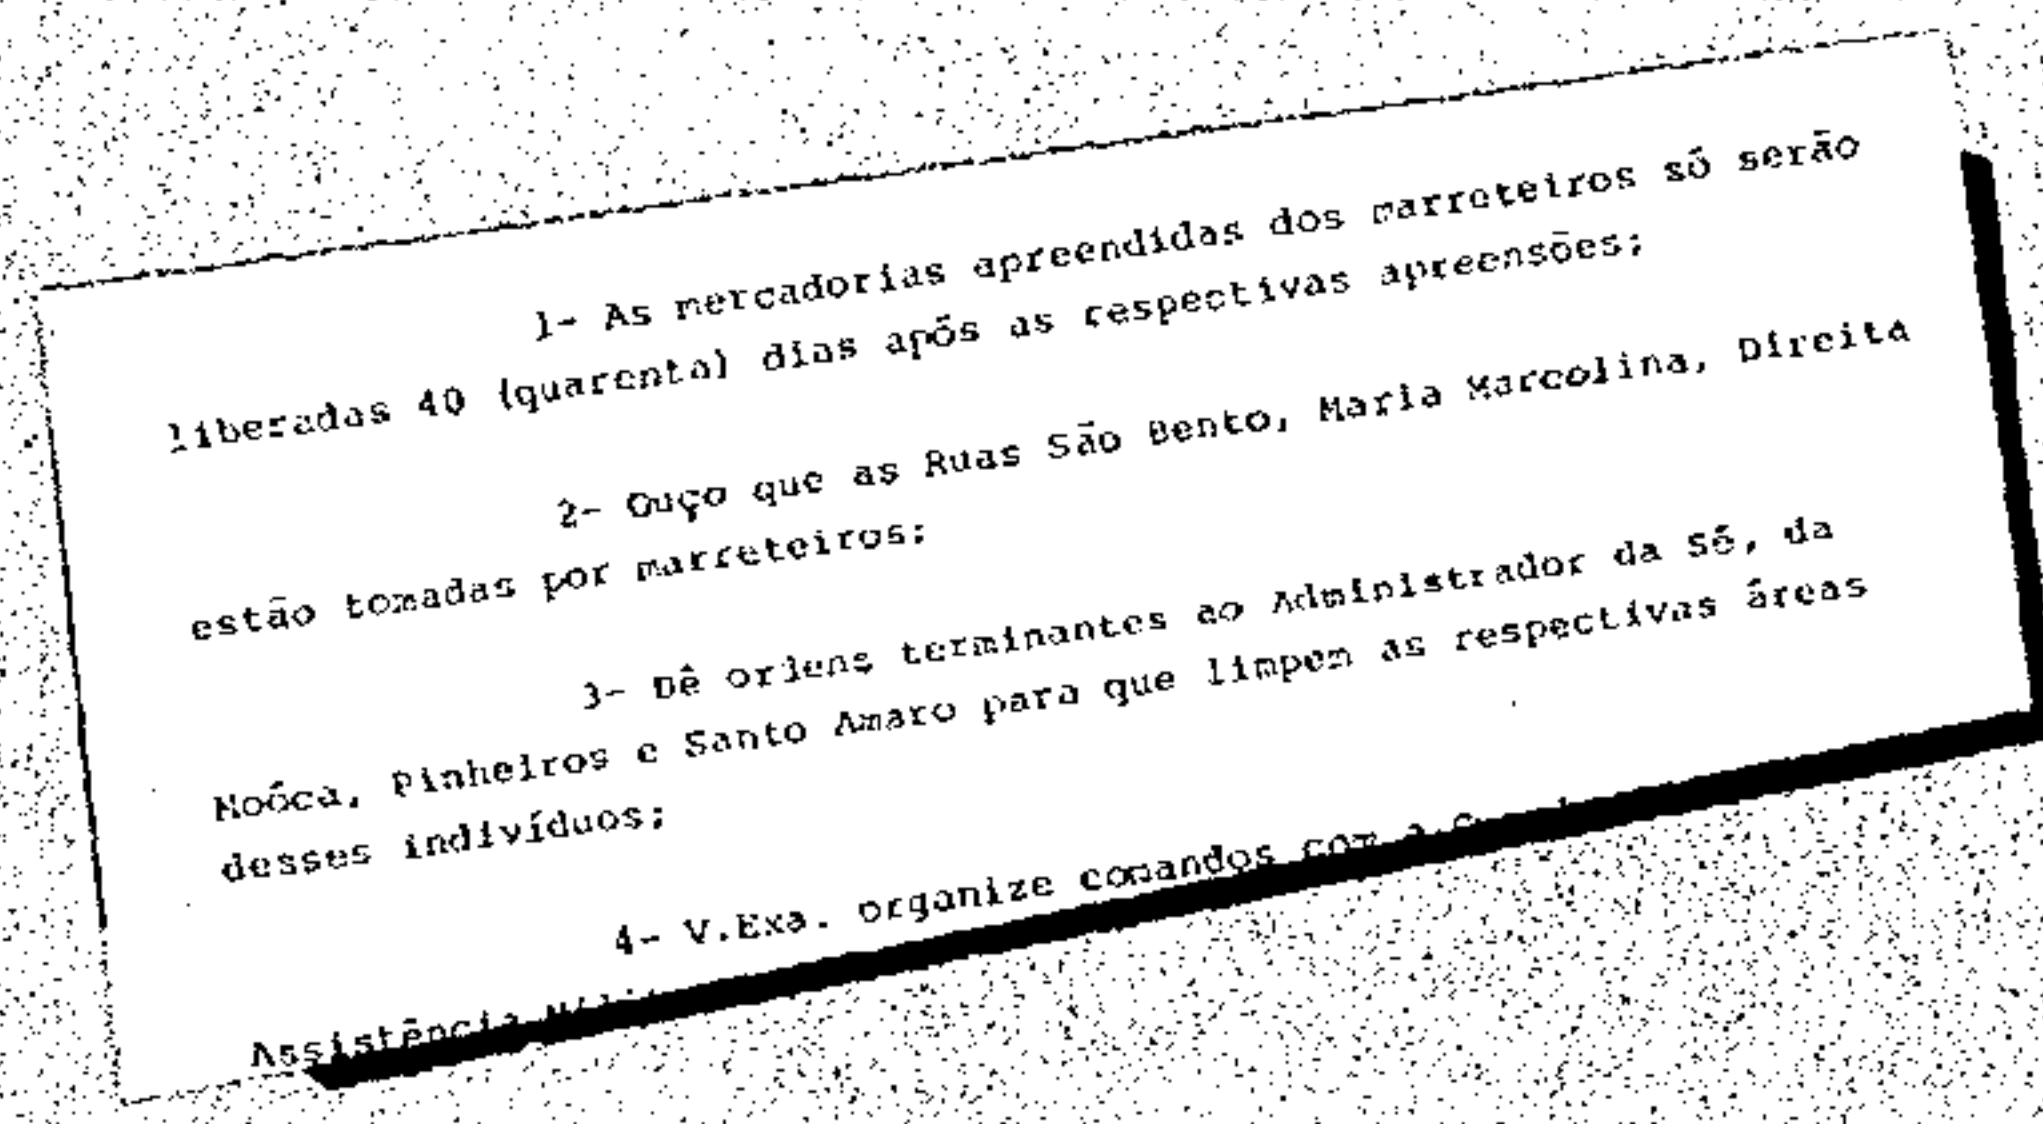 1- As mercadorias apreendidas dos marreteiros só serão
liberadas 40 (quarenta) dias após as respectivas apreensões;
2- Ouço que as Ruas São Bento, Maria Marcolina, Direita
estão tomadas por marreteiros;
3- Dê ordens terminantes ao Administrador da Sé, da
Moóca, Pinheiros e Santo Amaro para que limpem as respectivas áreas
desses indivíduos;
4- V.Exa. organize comandos com a
Assistência